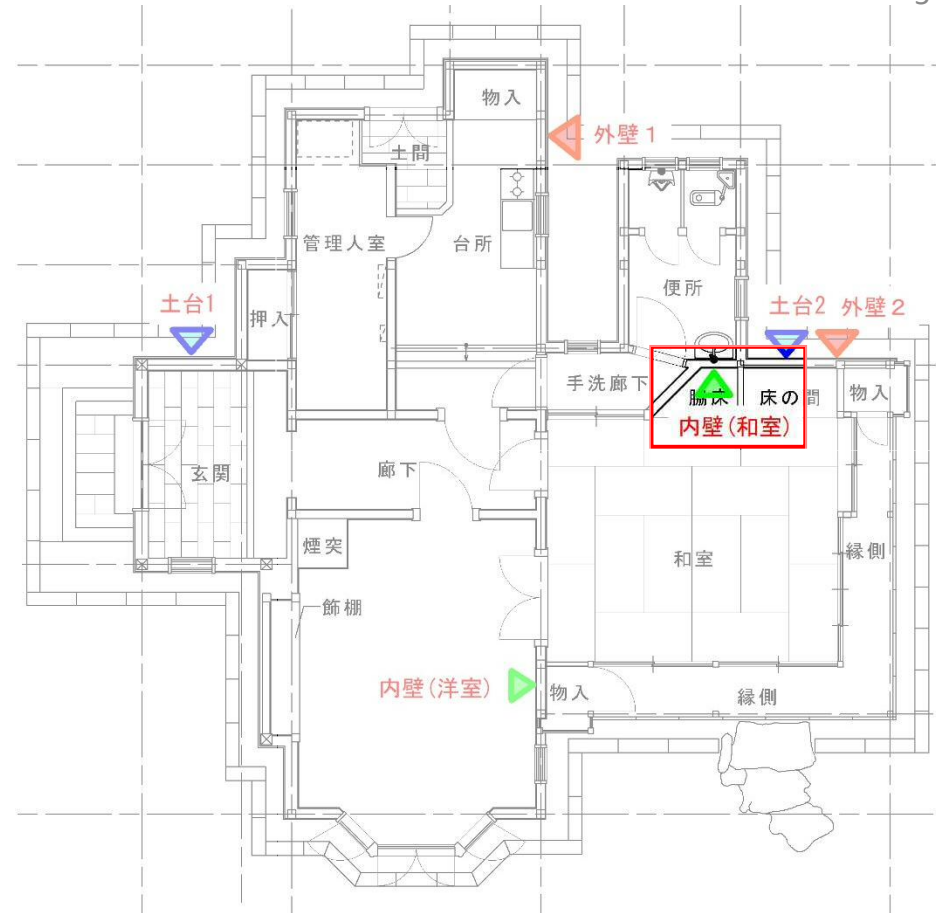 物入
外壁1
土間
管理人室
台所
便所
土台1
押入
土台2
外壁2
手洗廊下
脇床
床の間
物入
内壁(和室)
玄関
廊下
煙突
和室
縁側
飾棚
内壁(洋室)
物入
縁側